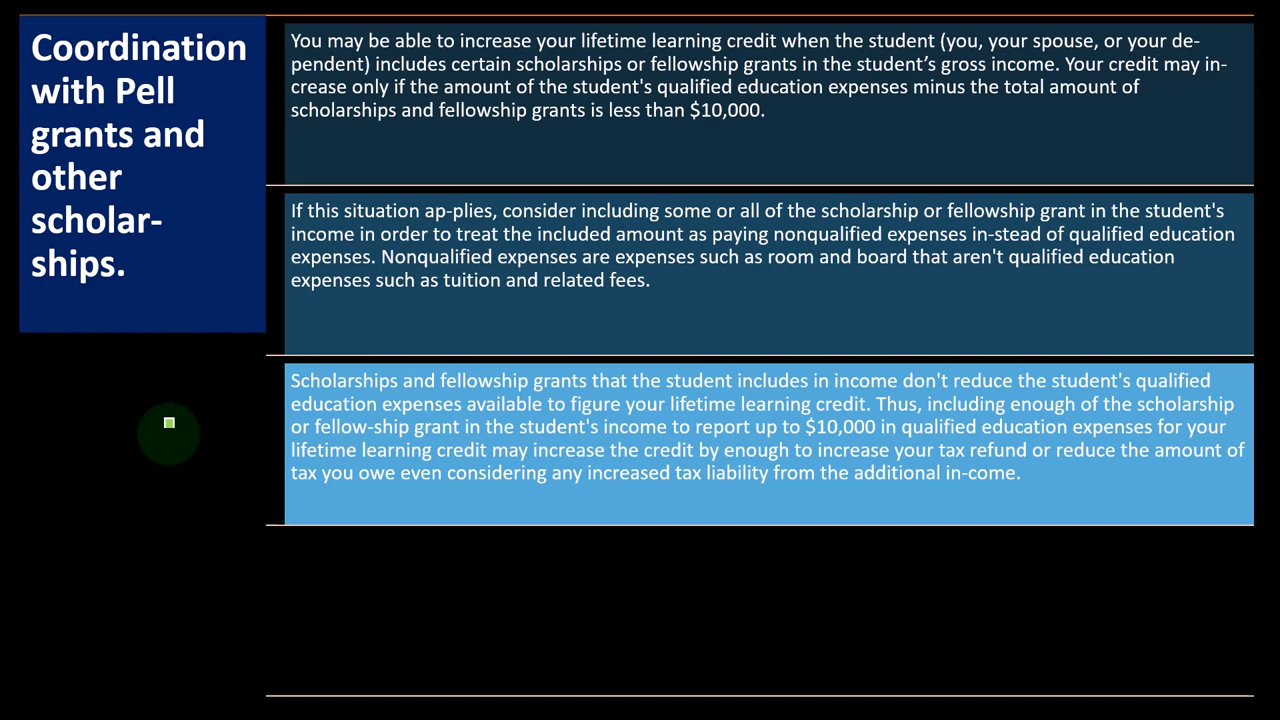 Coordination
with Pell
grants and
other
scholar-
ships.
You may be able to increase your lifetime learning credit when the student (you, your spouse, or your de-
pendent) includes certain scholarships or fellowship grants in the student’s gross income. Your credit may in-
crease only if the amount of the student's qualified education expenses minus the total amount of
scholarships and fellowship grants is less than $10,000.
If this situation ap-plies, consider including some or all of the scholarship or fellowship grant in the student's
income in order to treat the included amount as paying nonqualified expenses in-stead of qualified education
expenses. Nonqualified expenses are expenses such as room and board that aren't qualified education
expenses such as tuition and related fees.
Scholarships and fellowship grants that the student includes in income don't reduce the student's qualified
education expenses available to figure your lifetime learning credit. Thus, including enough of the scholarship
or fellow-ship grant in the student's income to report up to $10,000 in qualified education expenses for your
lifetime learning credit may increase the credit by enough to increase your tax refund or reduce the amount of
tax you owe even considering any increased tax liability from the additional in-come.